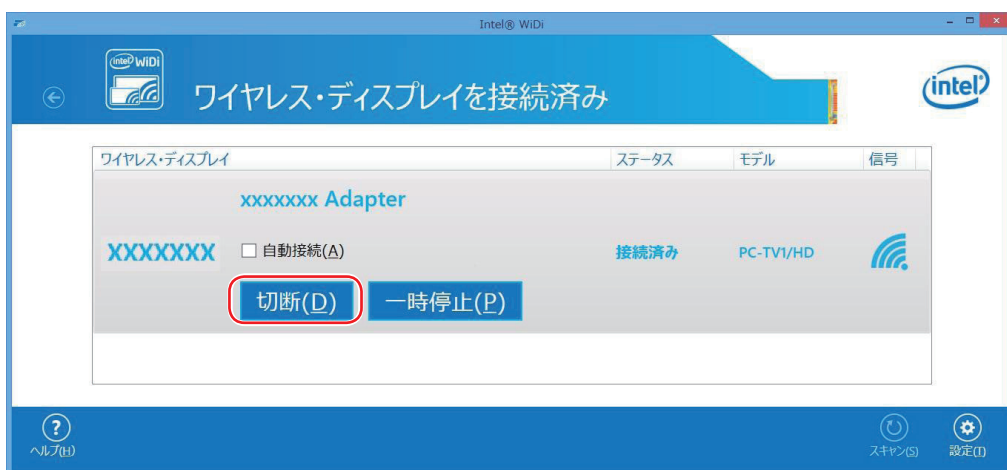 Intel® WiDi
intel WiDi
ワイヤレス・ディスプレイを接続済み
intel
ワイヤレス・ディスプレイ ステータス モデル 信号
xxxxxxx Adapter
XXXXXXX 自動接続(A) 接続済み PC-TV1/HD
切断(D) 一時停止(P)
?
ヘルプ(H) スキャン(S) 設定(I)